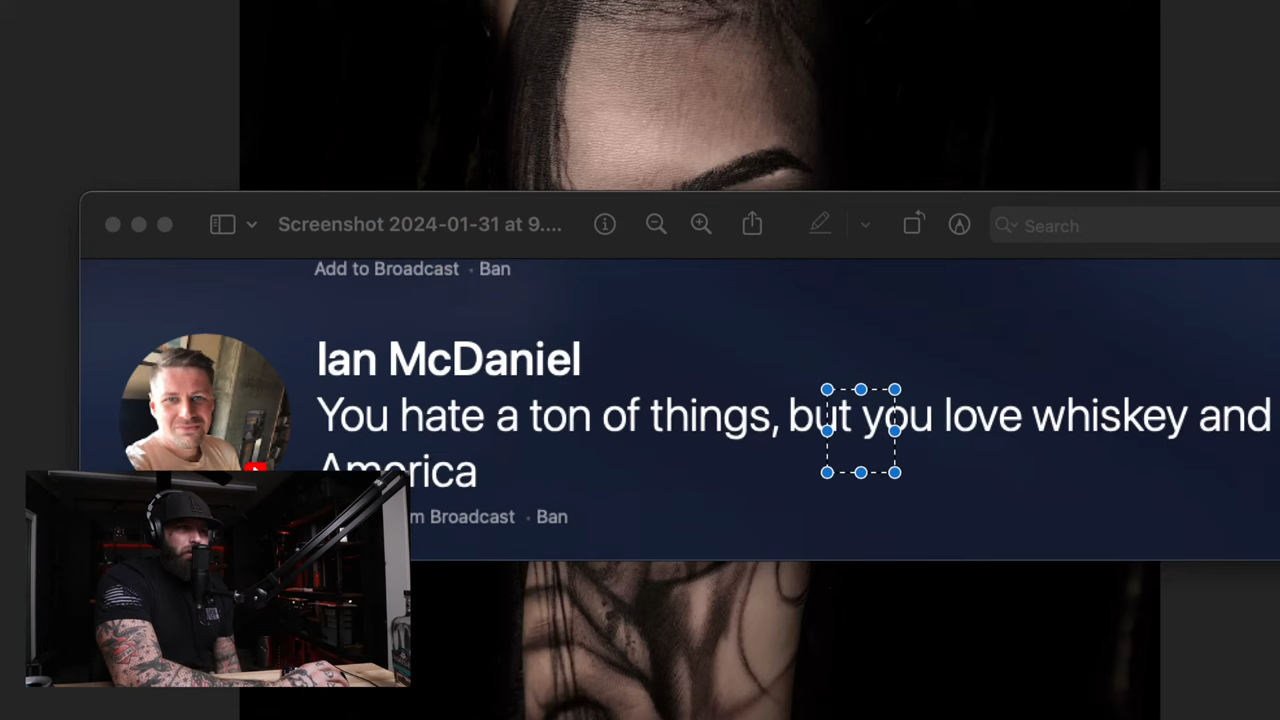 Screenshot 2024-01-31 at 9....
Search
Add to Broadcast · Ban
Ian McDaniel
You hate a ton of things, but you love whiskey and
America
m Broadcast · Ban